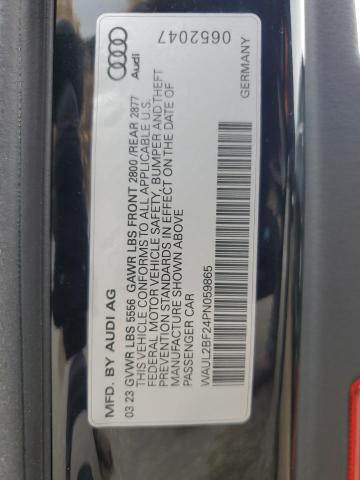 MFD. BY AUDI AG
03 23 GVWR LBS 5556 GAWR LBS FRONT 2800 /REAR 2877
THIS VEHICLE CONFORMS TO ALL APPLICABLE U.S.
FEDERAL MOTOR VEHICLE SAFETY, BUMPER AND THEFT
PREVENTION STANDARDS IN EFFECT ON THE DATE OF
MANUFACTURE SHOWN ABOVE
PASSENGER CAR
WAUL2BF24PN059865
Audi
0652047
GERMANY